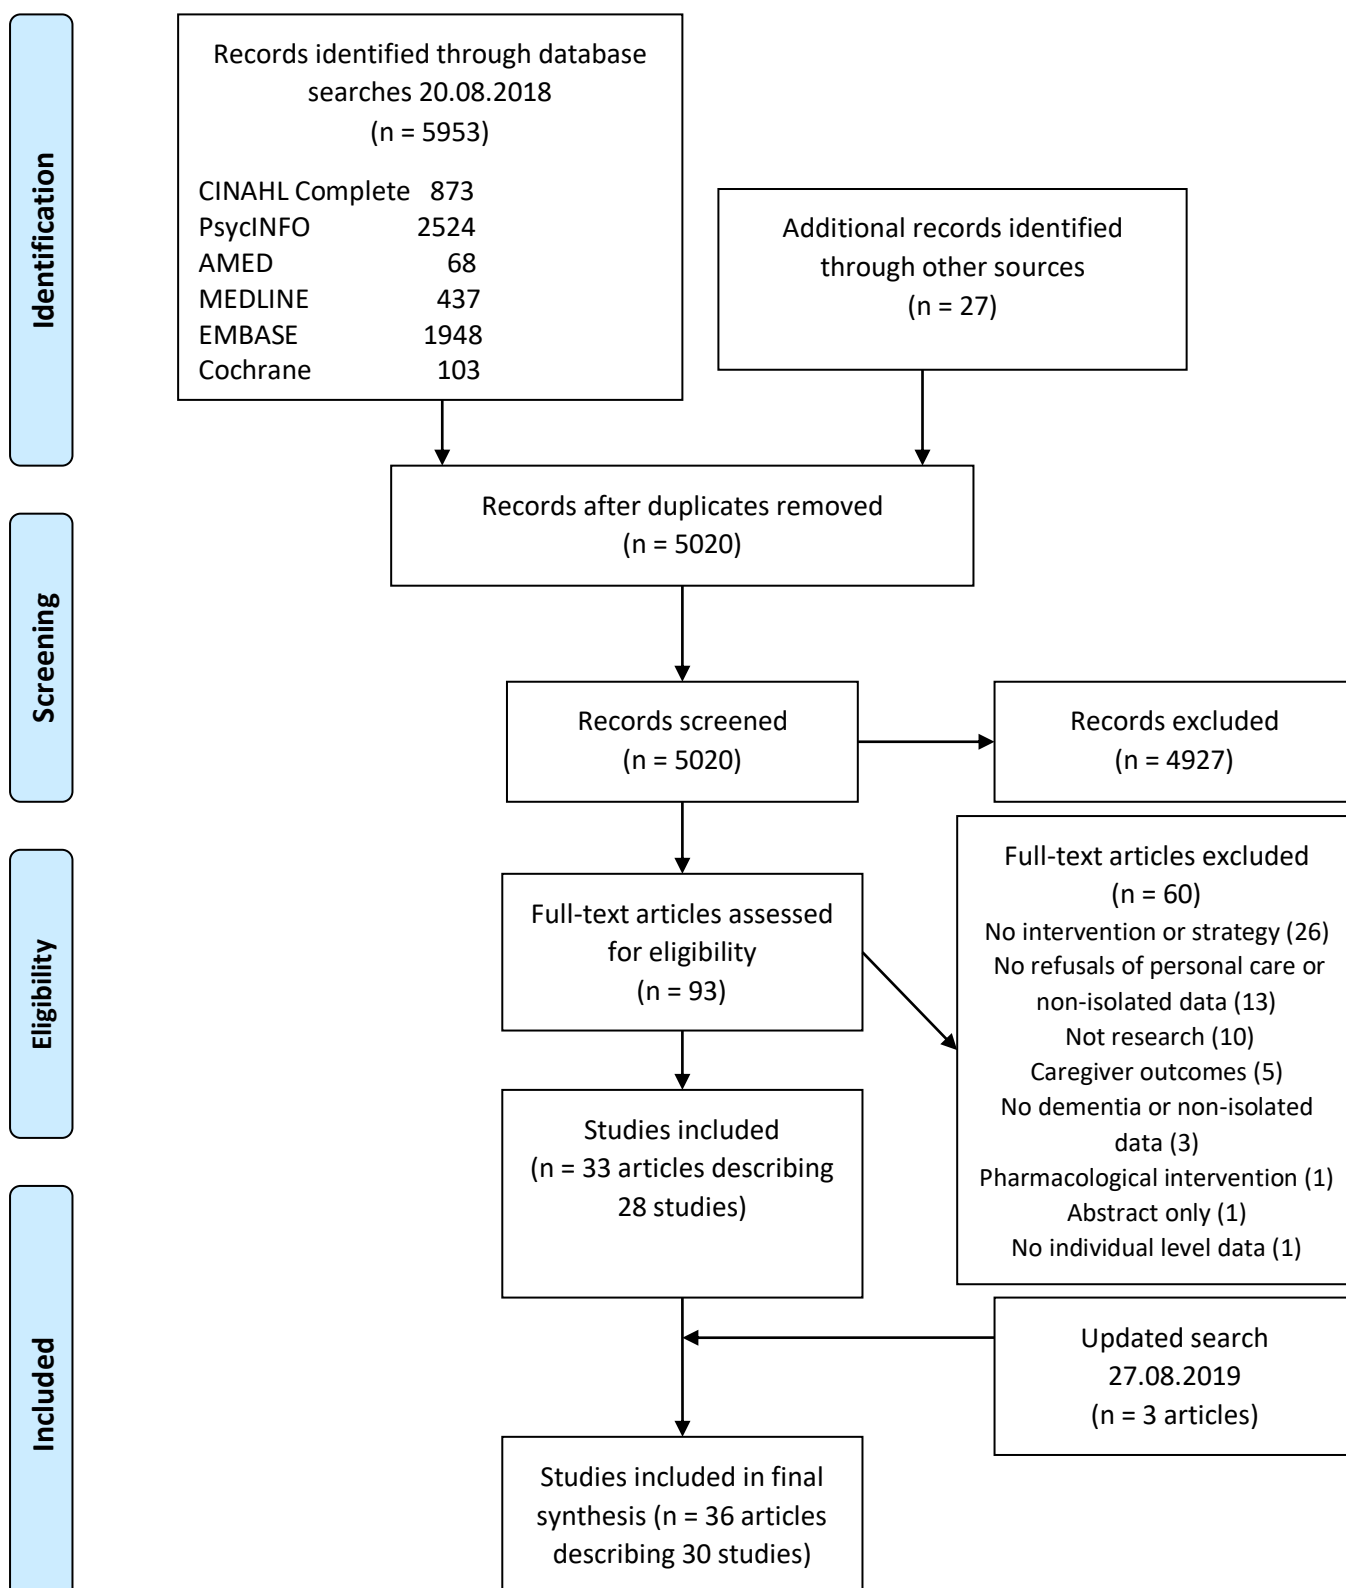 Identification
Records identified through database
searches 20.08.2018
(n = 5953)
CINAHL Complete 873
PsycINFO 2524
AMED 68
MEDLINE 437
EMBASE 1948
Cochrane 103
Additional records identified
through other sources
(n = 27)
Records after duplicates removed
(n = 5020)
Screening
Records screened
(n = 5020)
Records excluded
(n = 4927)
Eligibility
Full-text articles assessed
for eligibility
(n = 93)
Full-text articles excluded
(n = 60)
No intervention or strategy (26)
No refusals of personal care or
non-isolated data (13)
Not research (10)
Caregiver outcomes (5)
No dementia or non-isolated
data (3)
Pharmacological intervention (1)
Abstract only (1)
No individual level data (1)
Studies included
(n = 33 articles describing
28 studies)
Included
Updated search
27.08.2019
(n = 3 articles)
Studies included in final
synthesis (n = 36 articles
describing 30 studies)